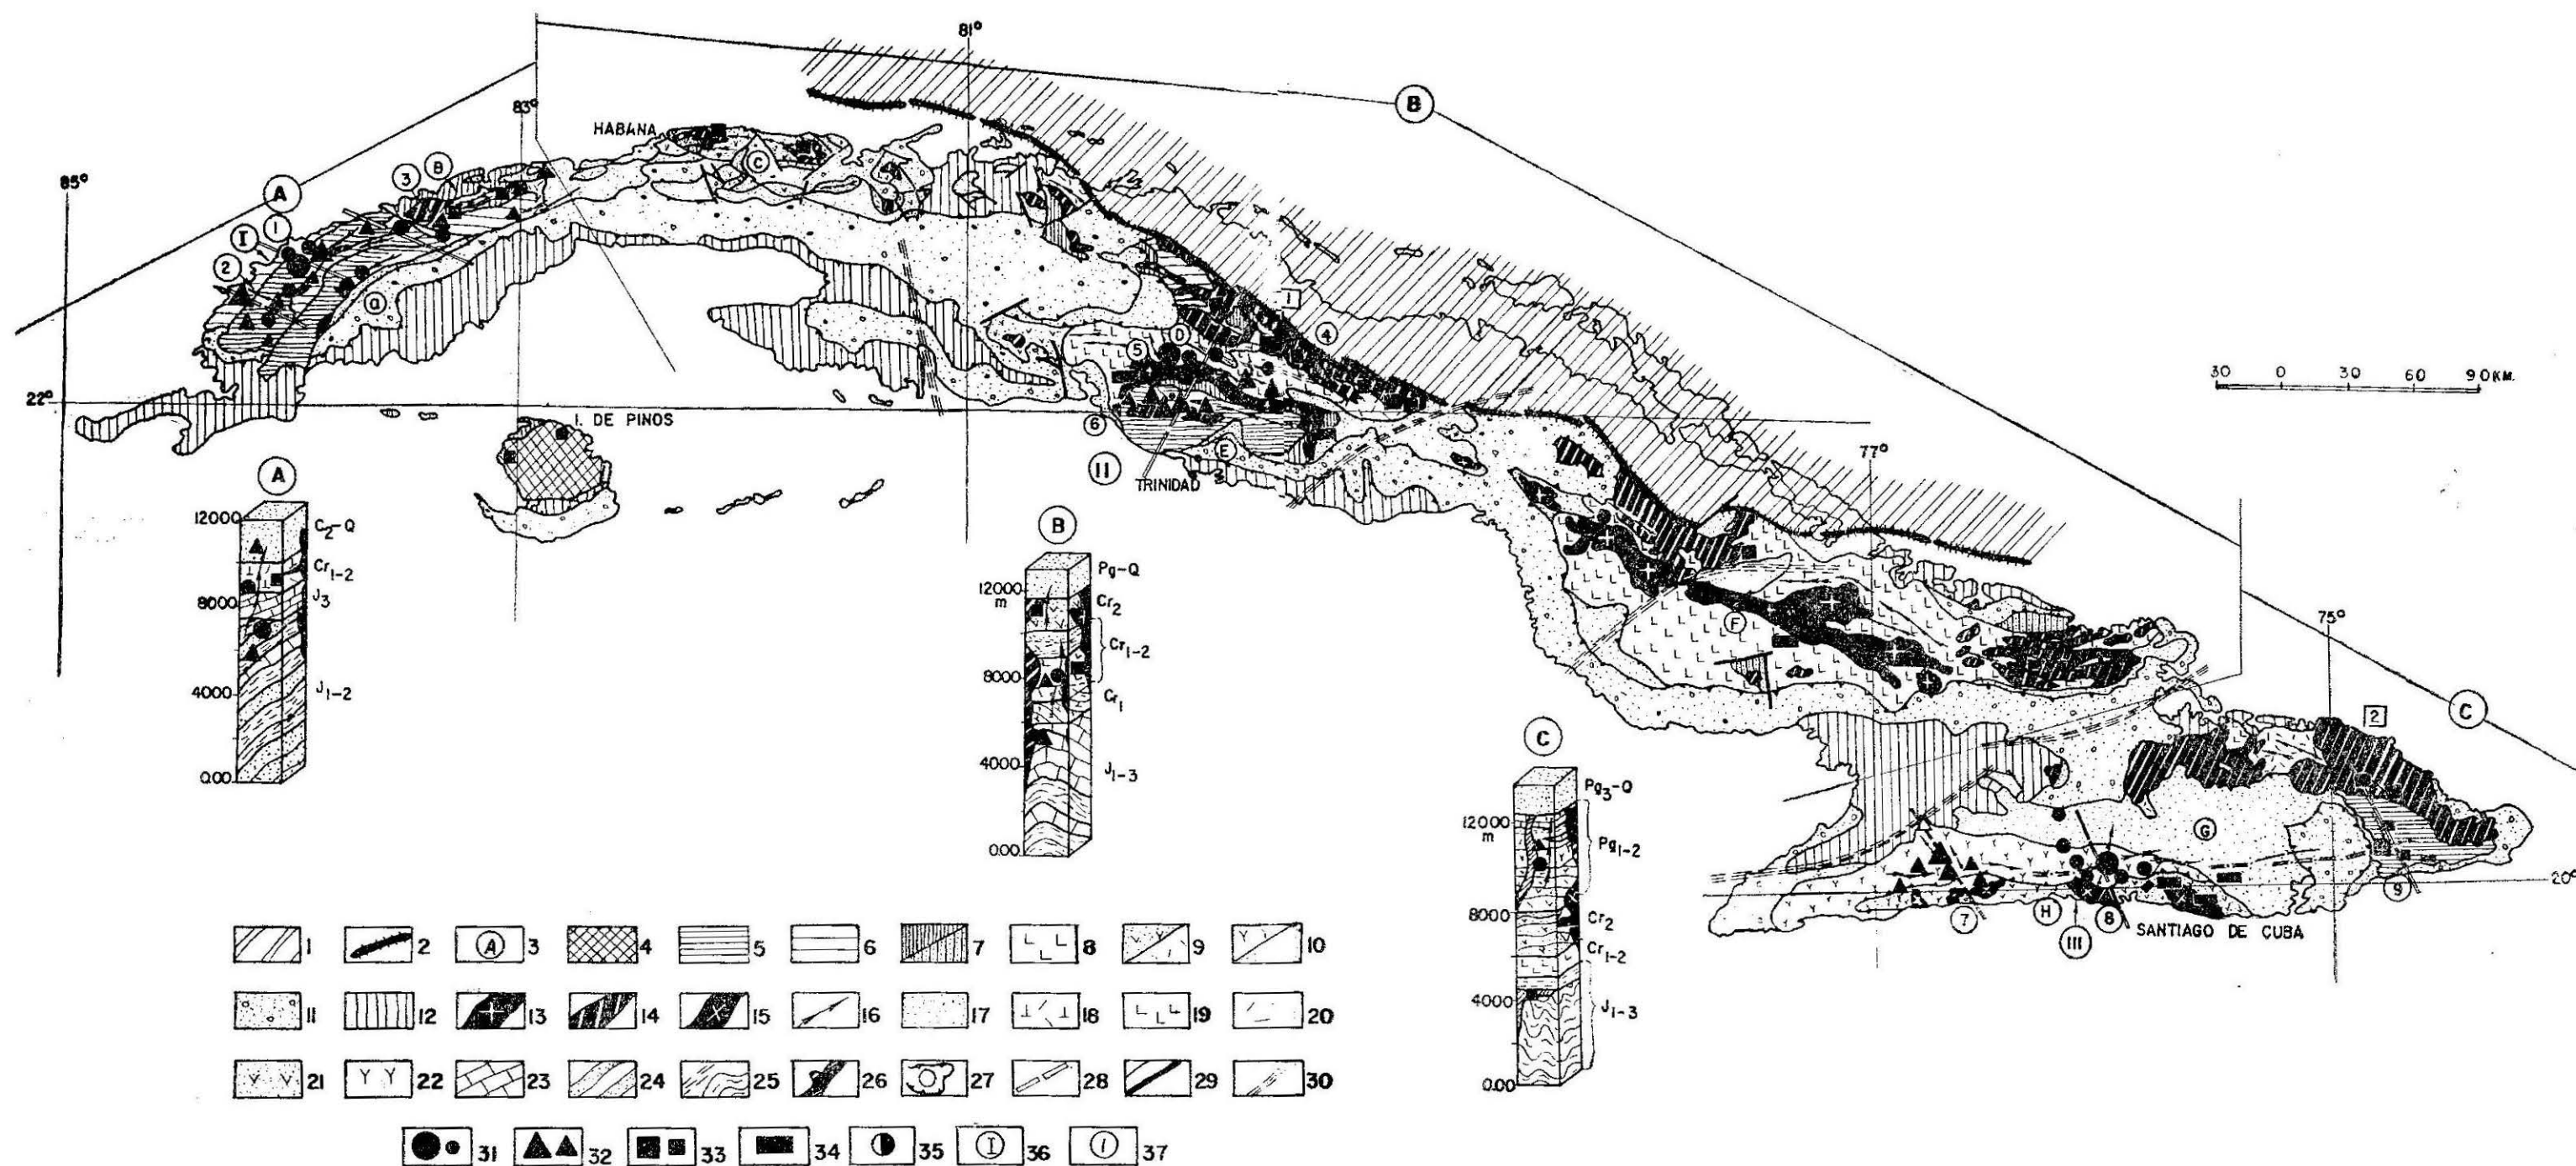 81°
B
83°
HABANA
C
3 B
85°
A
I 1
2
a
1
4
D
5
30 0 30 60 90 KM.
22°
I. DE PINOS
6
E
II
TRINIDAD
77°
A
12000
C₂-Q
Cr₁₋₂
J₃
8000
J₁₋₂
4000
0.00
B
Pg-Q
12000
m
Cr₂
Cr₁₋₂
8000
Cr₁
4000
J₁₋₃
0.00
F
75°
C
2
C
Pg₃-Q
12000
m
Pg₁₋₂
8000
Cr₂
Cr₁₋₂
4000
J₁₋₃
0.00
G
20°
9
7 H 8
III
SANTIAGO DE CUBA
1 2 A 3 4 5 6 7 8 9 10
11 12 13 14 15 16 17 18 19 20
21 22 23 24 25 26 27 28 29 30
31 32 33 34 35 I 36 1 37